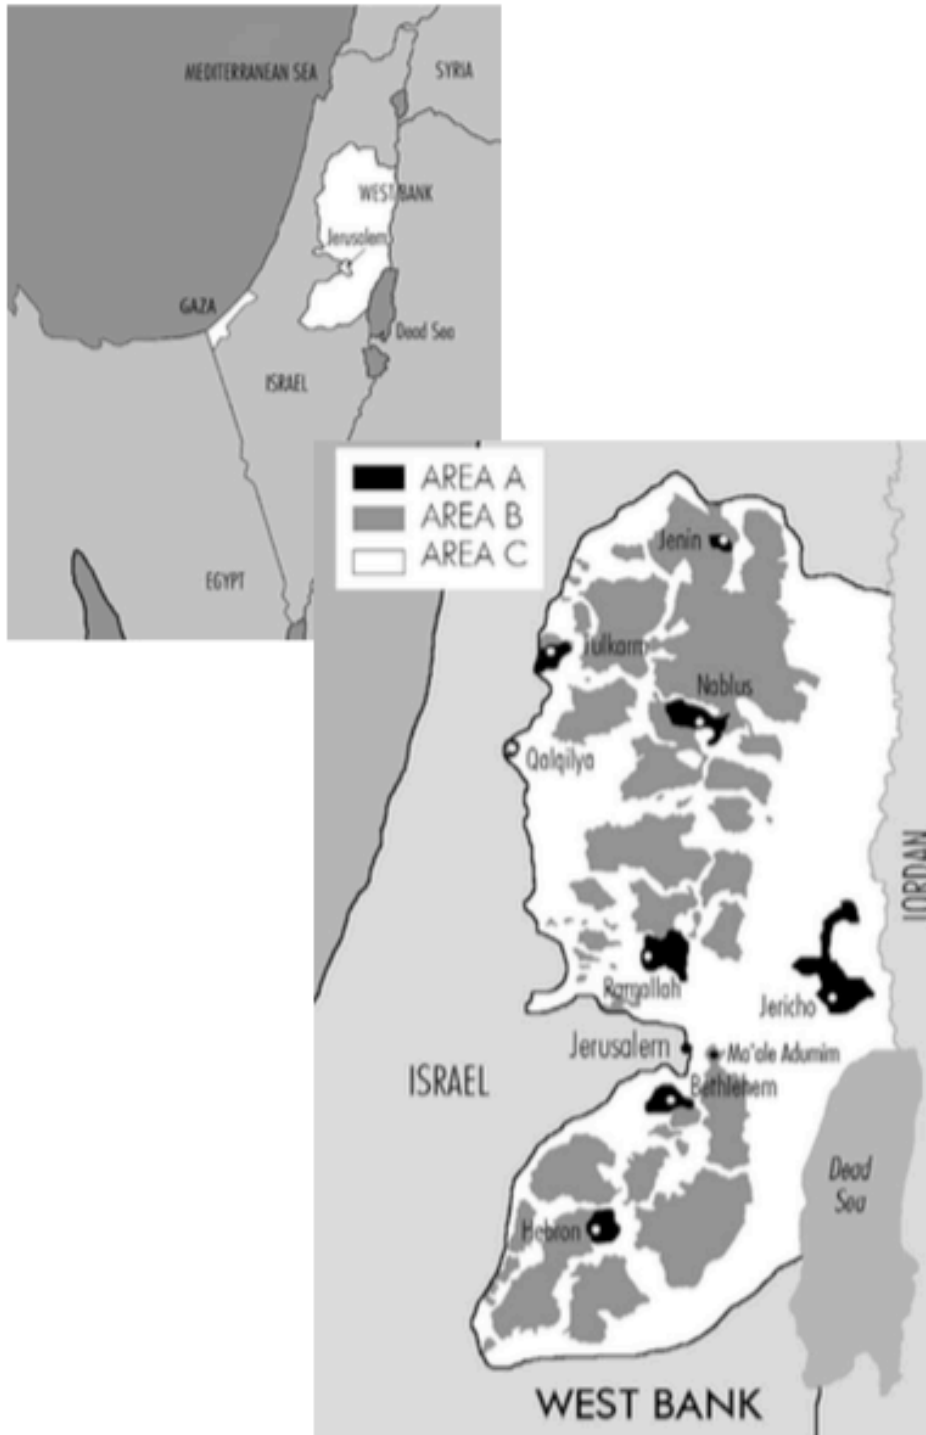 MEDITERRANEAN SEA
SYRIA
WEST BANK
Jerusalem
GAZA
Dead Sea
ISRAEL
EGYPT
AREA A
AREA B
AREA C
Jenin
Tulkarm
Nablus
Qalqilya
JORDAN
Ramallah
Jericho
Jerusalem
Ma'ale Adumim
Bethlehem
ISRAEL
Dead
Sea
Hebron
WEST BANK